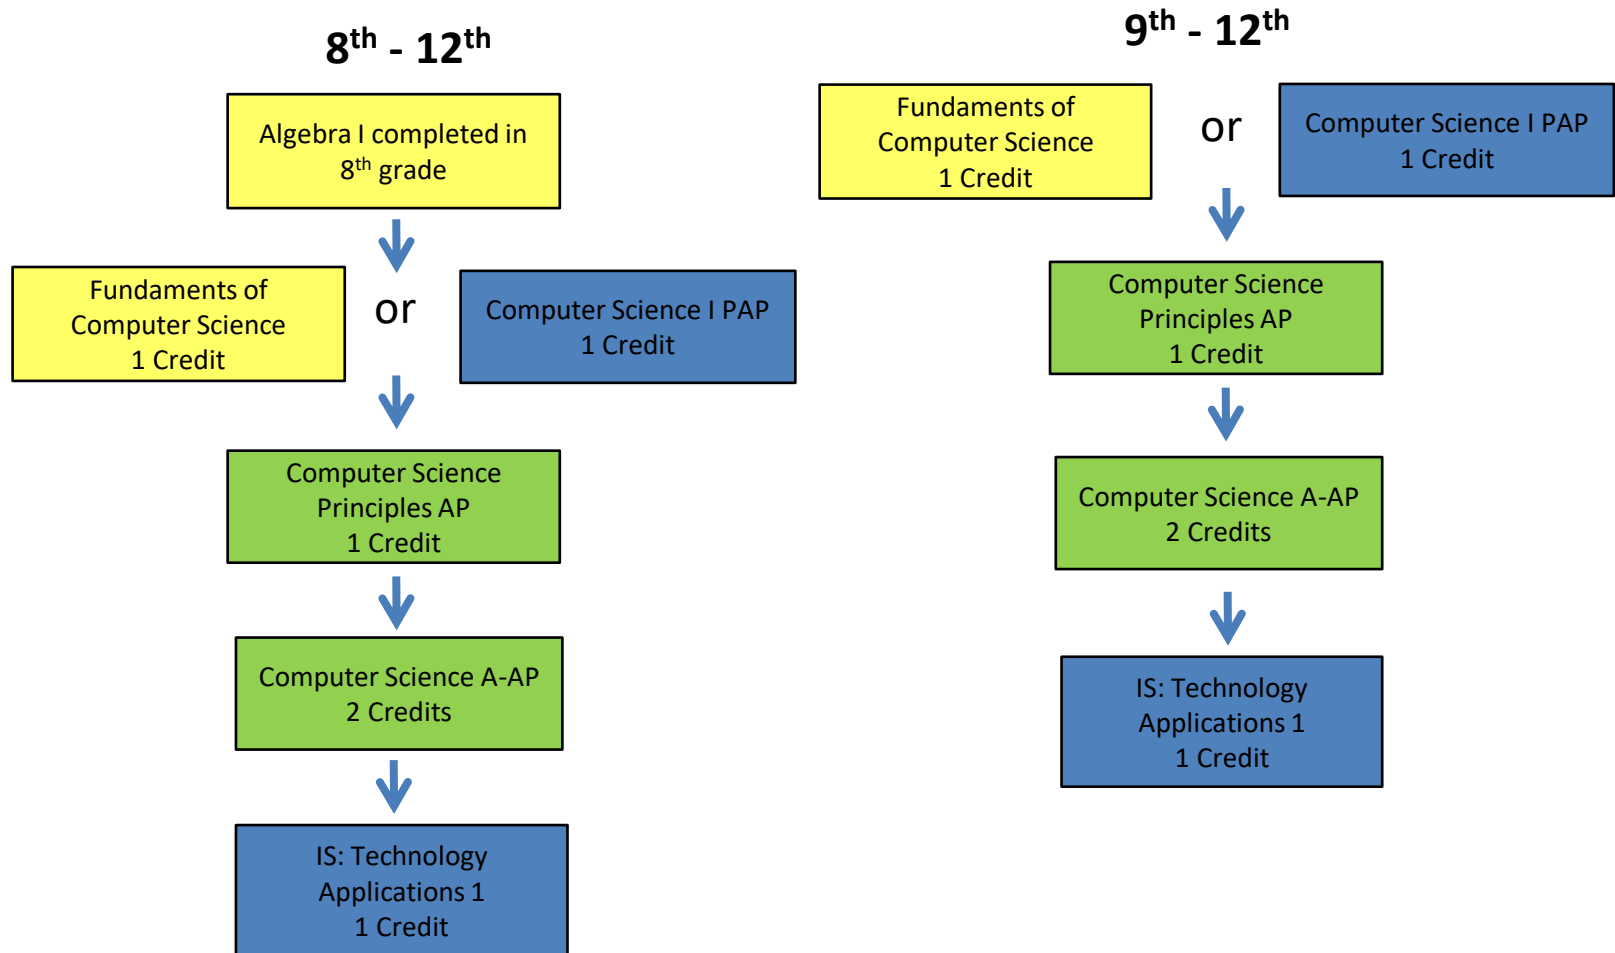 8th - 12th
Algebra I completed in
8th grade
Fundaments of
Computer Science
1 Credit
or
Computer Science I PAP
1 Credit
Computer Science
Principles AP
1 Credit
Computer Science A-AP
2 Credits
IS: Technology
Applications 1
1 Credit
9th - 12th
Fundaments of
Computer Science
1 Credit
or
Computer Science I PAP
1 Credit
Computer Science
Principles AP
1 Credit
Computer Science A-AP
2 Credits
IS: Technology
Applications 1
1 Credit